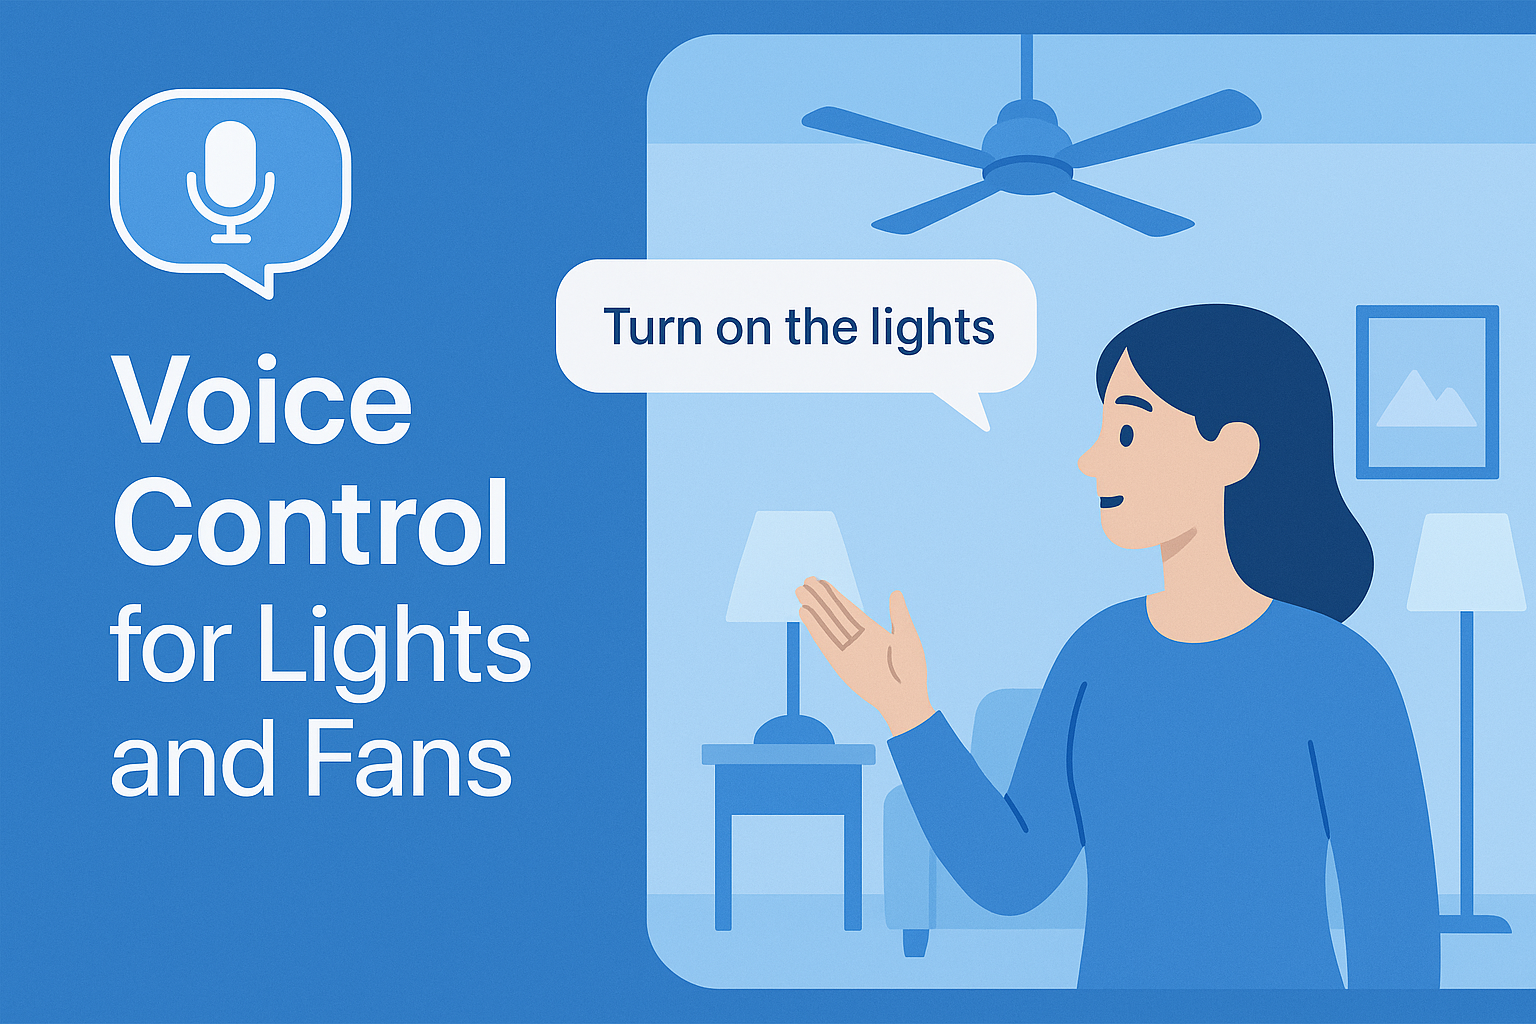 Voice
Control
for Lights
and Fans
Turn on the lights